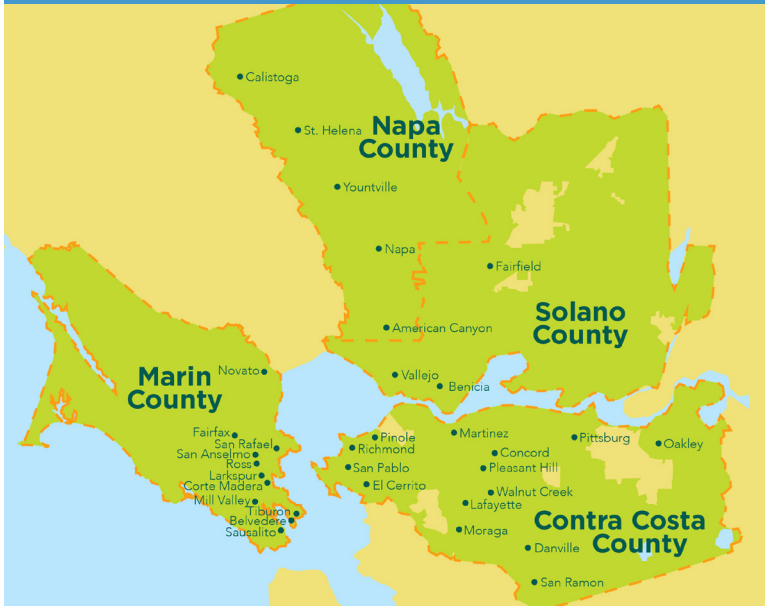 Calistoga
St. Helena
Napa
County
Yountville
Napa
Fairfield
American Canyon
Solano
County
Vallejo
Benicia
Marin
County
Novato
Fairfax
San Rafael
San Anselmo
Ross
Larkspur
Corte Madera
Mill Valley
Tiburon
Belvedere
Sausalito
Pinole
Richmond
San Pablo
El Cerrito
Martinez
Concord
Pleasant Hill
Walnut Creek
Lafayette
Moraga
Pittsburg
Oakley
Contra Costa
County
Danville
San Ramon